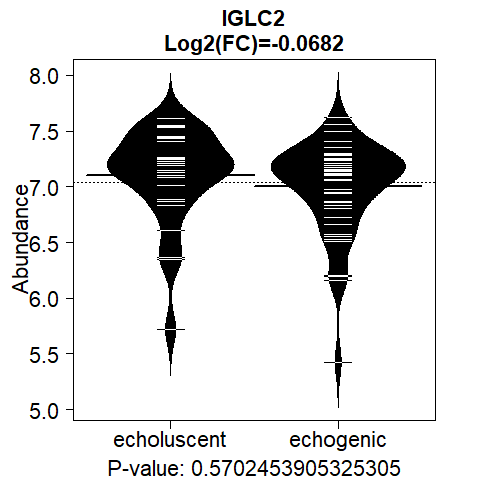 IGLC2
Log2(FC)=-0.0682
Abundance
8.0
7.5
7.0
6.5
6.0
5.5
5.0
echoluscent echogenic
P-value: 0.5702453905325305